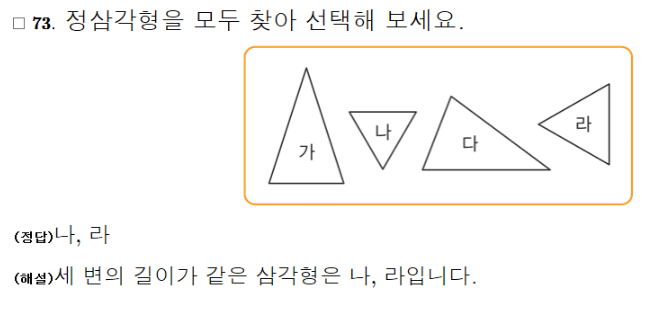 □ 73. 정삼각형을 모두 찾아 선택해 보세요.
가 나 다 라
(정답)나, 라
(해설)세 변의 길이가 같은 삼각형은 나, 라입니다.